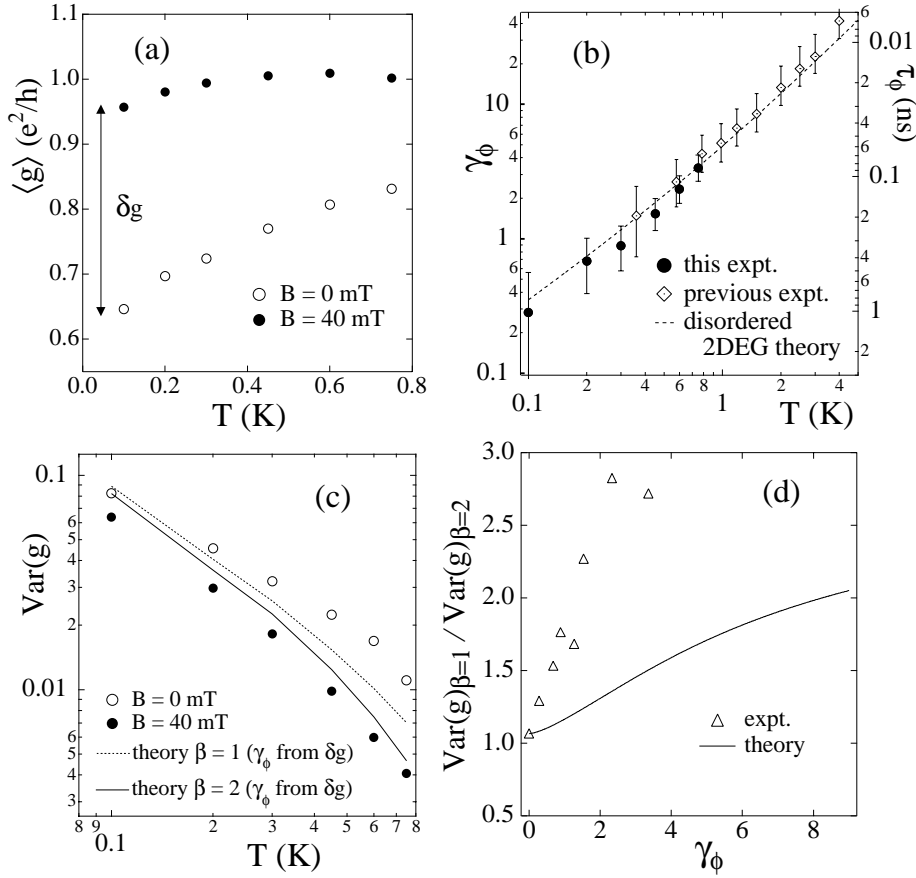 (a)
⟨g⟩ (e²/h)
1.1
1.0
0.9
0.8
0.7
0.6
δg
B = 0 mT
B = 40 mT
0.0 0.2 0.4 0.6 0.8
T (K)
(b)
γϕ
4
2
10
6
4
2
1
6
4
2
0.1
6
0.01
2
4
6
0.1
2
4
6
1
2
τϕ (ns)
this expt.
previous expt.
disordered
2DEG theory
0.1 2 4 6 8 1 2 4
T (K)
(c)
Var(g)
0.1
8
6
5
4
3
2
0.01
8
6
5
4
3
B = 0 mT
B = 40 mT
theory β = 1 (γϕ from δg)
theory β = 2 (γϕ from δg)
8 9 0.1 2 3 4 5 6 7 8
T (K)
(d)
Var(g)β=1 / Var(g)β=2
3.0
2.5
2.0
1.5
1.0
0.5
expt.
theory
0 2 4 6 8
γϕ